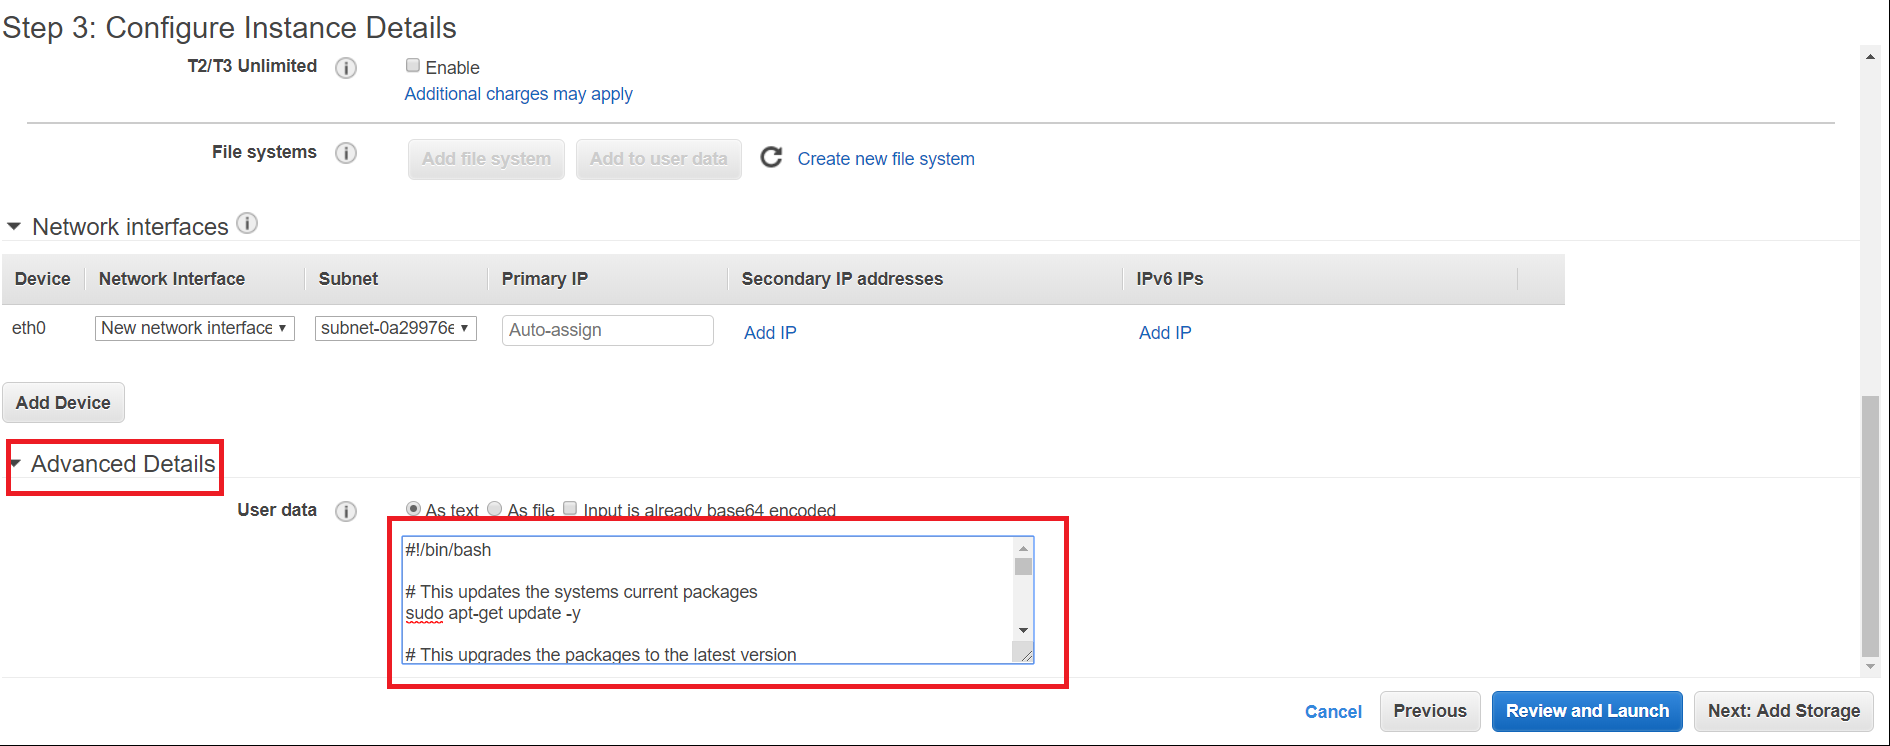 Step 3: Configure Instance Details
T2/T3 Unlimited i Enable
Additional charges may apply
File systems i Add file system Add to user data Create new file system
Network interfaces i
Device Network Interface Subnet Primary IP Secondary IP addresses IPv6 IPs
eth0 New network interface subnet-0a29976e Auto-assign Add IP Add IP
Add Device
Advanced Details
User data i As text As file Input is already base64 encoded
#!/bin/bash
# This updates the systems current packages
sudo apt-get update -y
# This upgrades the packages to the latest version
Cancel Previous Review and Launch Next: Add Storage